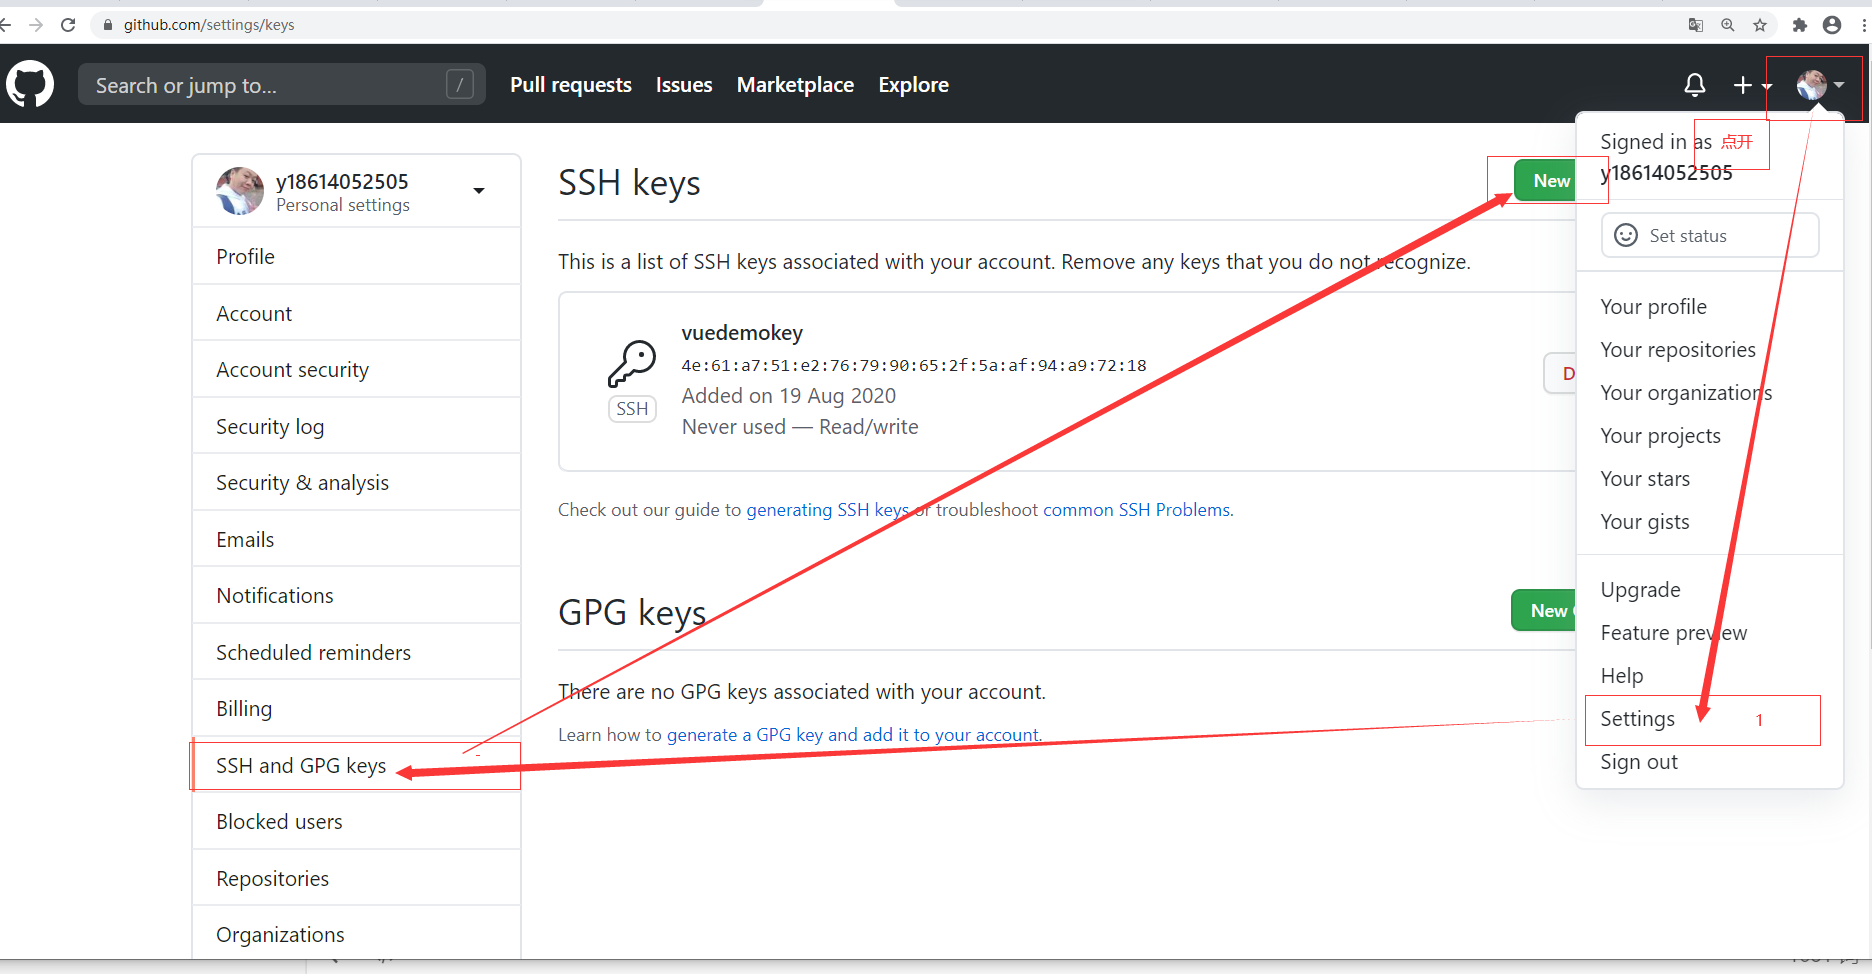 github.com/settings/keys
Search or jump to...
/
Pull requests
Issues
Marketplace
Explore
Signed in as
y18614052505
点开
Set status
Your profile
Your repositories
Your organizations
Your projects
Your stars
Your gists
Upgrade
Feature preview
Help
Settings
1
Sign out
y18614052505
Personal settings
Profile
Account
Account security
Security log
Security & analysis
Emails
Notifications
Scheduled reminders
Billing
SSH and GPG keys
Blocked users
Repositories
Organizations
SSH keys
New
This is a list of SSH keys associated with your account. Remove any keys that you do not recognize.
vuedemokey
4e:61:a7:51:e2:76:79:90:65:2f:5a:af:94:a9:72:18
Added on 19 Aug 2020
Never used — Read/write
SSH
D
Check out our guide to generating SSH keys or troubleshoot common SSH Problems.
GPG keys
New
There are no GPG keys associated with your account.
Learn how to generate a GPG key and add it to your account.